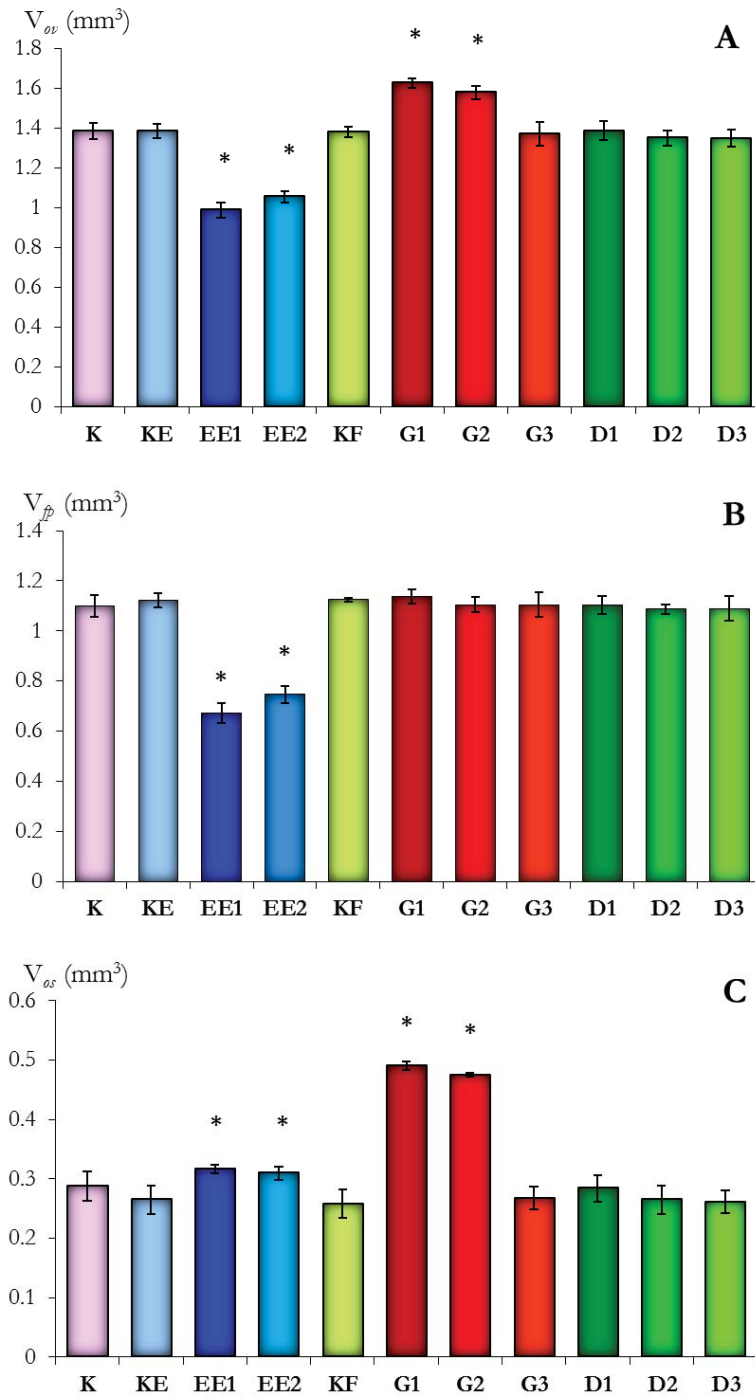 V_ov (mm³)
A
1.8
1.6
1.4
1.2
1
0.8
0.6
0.4
0.2
0
* * * *
K KE EE1 EE2 KF G1 G2 G3 D1 D2 D3
V_fp (mm³)
B
1.4
1.2
1
0.8
0.6
0.4
0.2
0
* *
K KE EE1 EE2 KF G1 G2 G3 D1 D2 D3
V_os (mm³)
C
0.6
0.5
0.4
0.3
0.2
0.1
0
* * * *
K KE EE1 EE2 KF G1 G2 G3 D1 D2 D3